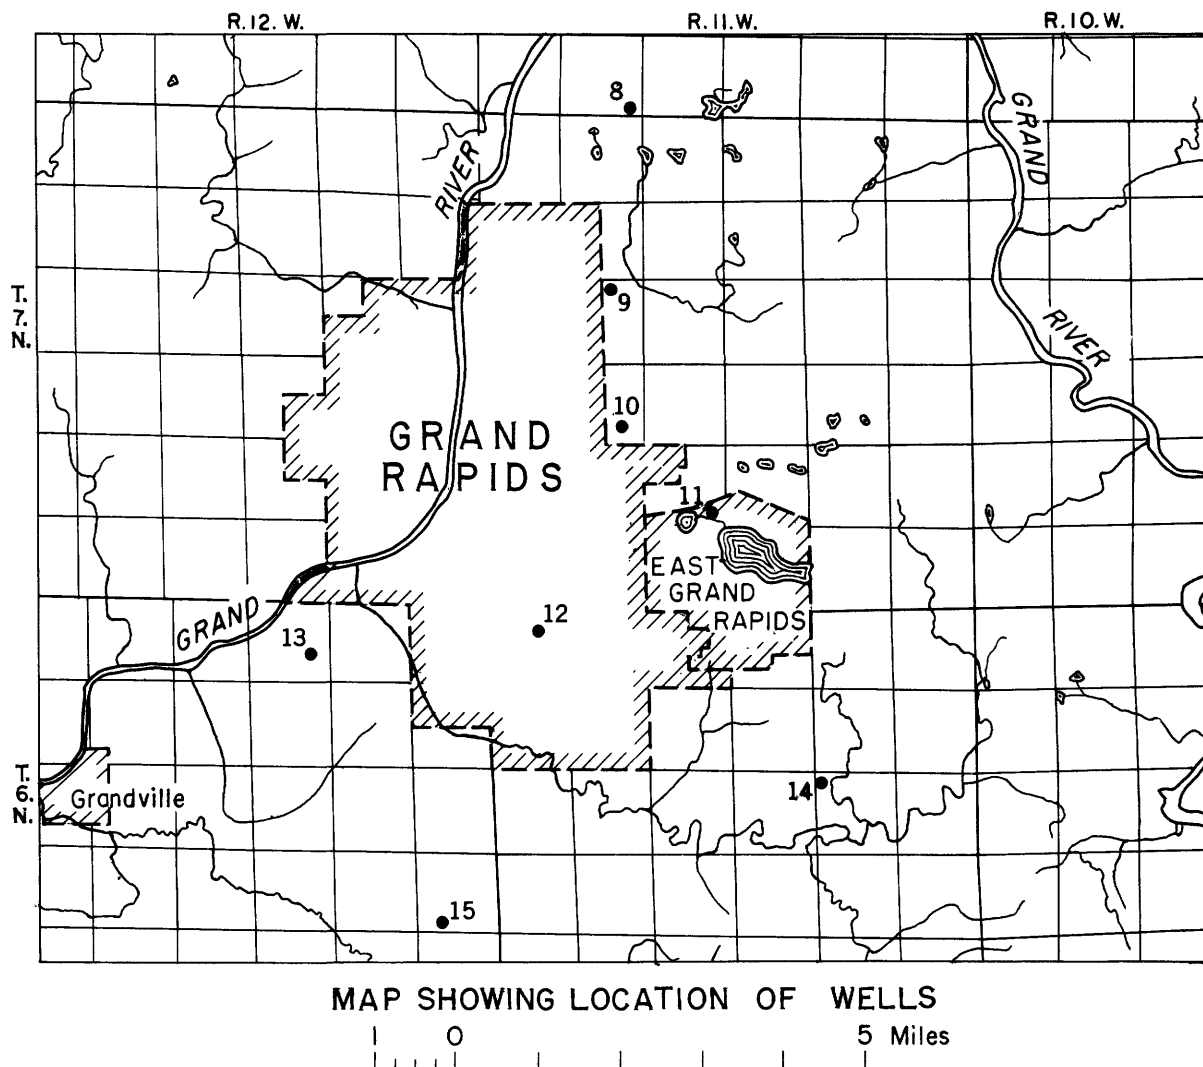 R.12. W. R.11.W. R.10.W.
8
GRAND
RIVER
T.
7.
N.
9
RIVER
10
GRAND
RAPIDS
11
EAST
GRAND
RAPIDS
12
GRAND
13
T.
6.
N.
Grandville
14
15
MAP SHOWING LOCATION OF WELLS
1 0 5 Miles